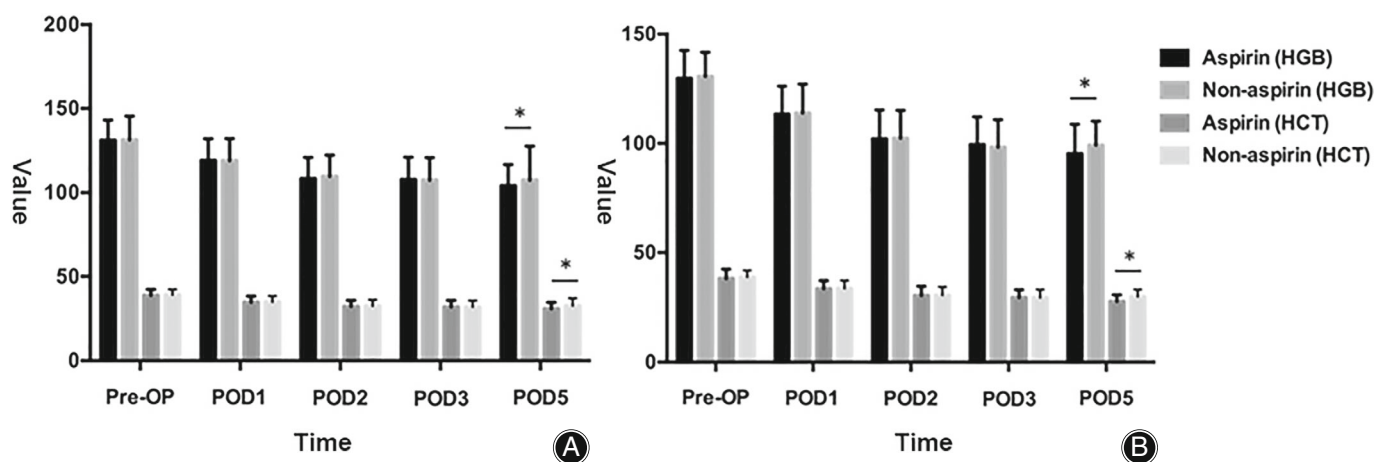 200
150
100
50
0
Value
*
*
Pre-OP POD1 POD2 POD3 POD5
Time
A
150
100
50
0
Value
*
*
Pre-OP POD1 POD2 POD3 POD5
Time
B
Aspirin (HGB)
Non-aspirin (HGB)
Aspirin (HCT)
Non-aspirin (HCT)